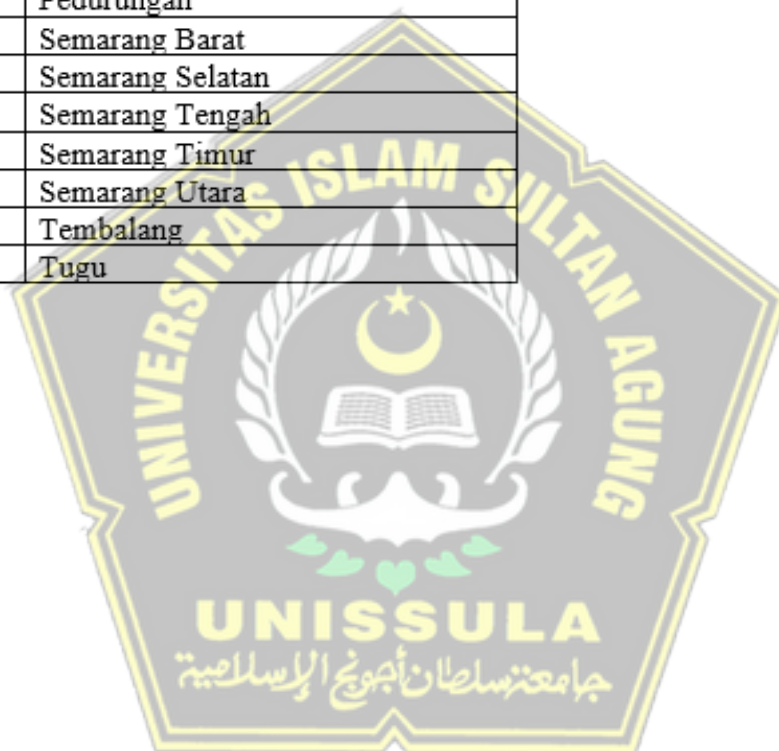 Pedurungan
Semarang Barat
Semarang Selatan
Semarang Tengah
Semarang Timur
Semarang Utara
Tembalang
Tugu
UNIVERSITAS ISLAM SULTAN AGUNG
UNISSULA
جامعة سلطان أجونج الإسلامية